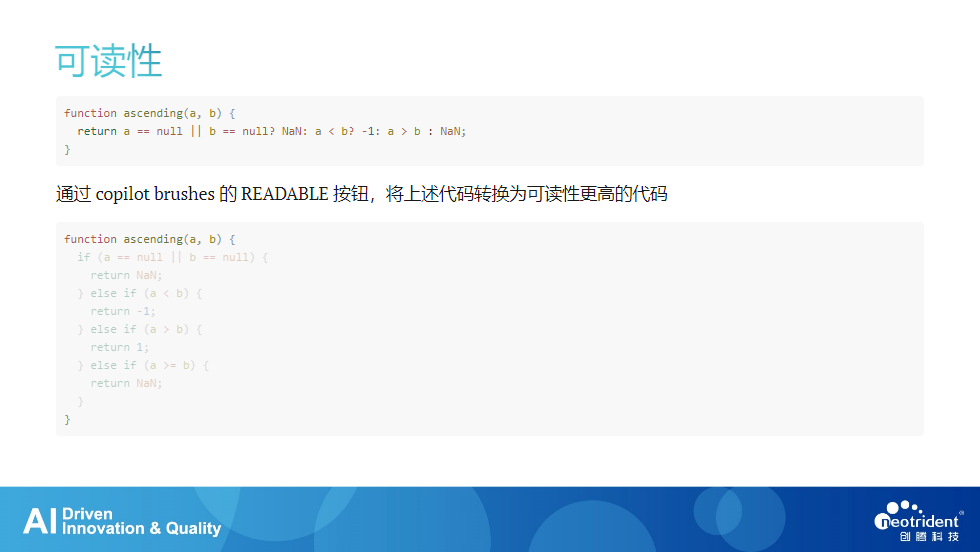 可读性
function ascending(a, b) {
  return a == null || b == null? NaN: a < b? -1: a > b : NaN;
}
通过 copilot brushes 的 READABLE 按钮，将上述代码转换为可读性更高的代码
function ascending(a, b) {
  if (a == null || b == null) {
    return NaN;
  } else if (a < b) {
    return -1;
  } else if (a > b) {
    return 1;
  } else if (a >= b) {
    return NaN;
  }
}
AI Driven
Innovation & Quality
neotrident®
创腾科技